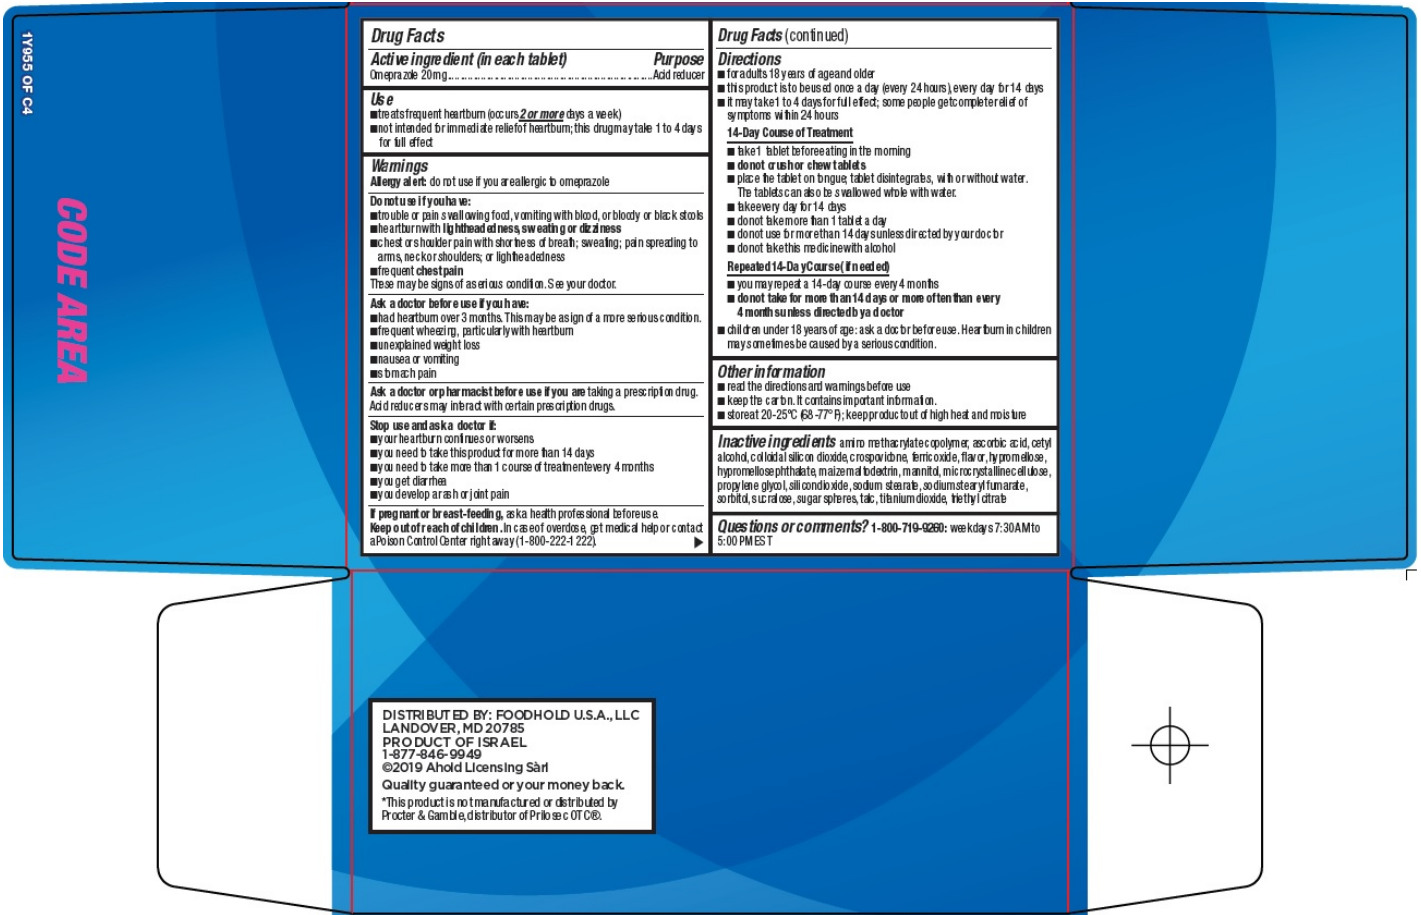 1Y955 OF C4
CODE AREA
Drug Facts
Active ingredient (in each tablet) Purpose
Omeprazole 20 mg ........ Acid reducer
Use
■ treats frequent heartburn (occurs 2 or more days a week)
■ not intended for immediate relief of heartburn; this drug may take 1 to 4 days
for full effect
Warnings
Allergy alert: do not use if you are allergic to omeprazole
Do not use if you have:
■ trouble or pain swallowing food, vomiting with blood, or bloody or black stools
■ heartburn with lightheadedness, sweating or dizziness
■ chest or shoulder pain with shortness of breath; sweating; pain spreading to
arms, neck or shoulders; or lightheadedness
■ frequent chest pain
These may be signs of a serious condition. See your doctor.
Ask a doctor before use if you have:
■ had heartburn over 3 months. This may be a sign of a more serious condition.
■ frequent wheezing, particularly with heartburn
■ unexplained weight loss
■ nausea or vomiting
■ stomach pain
Ask a doctor or pharmacist before use if you are taking a prescription drug.
Acid reducers may interact with certain prescription drugs.
Stop use and ask a doctor if:
■ your heartburn continues or worsens
■ you need to take this product for more than 14 days
■ you need to take more than 1 course of treatment every 4 months
■ you get diarrhea
■ you develop a rash or joint pain
If pregnant or breast-feeding, ask a health professional before use.
Keep out of reach of children. In case of overdose, get medical help or contact
a Poison Control Center right away (1-800-222-1222).
Drug Facts (continued)
Directions
■ for adults 18 years of age and older
■ this product is to be used once a day (every 24 hours), every day for 14 days
■ it may take 1 to 4 days for full effect; some people get complete relief of
symptoms within 24 hours
14-Day Course of Treatment
■ take 1 tablet before eating in the morning
■ do not crush or chew tablets
■ place the tablet on tongue; tablet disintegrates, with or without water.
The tablets can also be swallowed whole with water.
■ take every day for 14 days
■ do not take more than 1 tablet a day
■ do not use for more than 14 days unless directed by your doctor
■ do not take this medicine with alcohol
Repeated 14-Day Course (if needed)
■ you may repeat a 14-day course every 4 months
■ do not take for more than 14 days or more often than every
4 months unless directed by a doctor
■ children under 18 years of age: ask a doctor before use. Heartburn in children
may sometimes be caused by a serious condition.
Other information
■ read the directions and warnings before use
■ keep the carton. It contains important information.
■ store at 20-25°C (68-77°F); keep product out of high heat and moisture
Inactive ingredients amino methacrylate copolymer, ascorbic acid, cetyl
alcohol, colloidal silicon dioxide, crospovidone, ferric oxide, flavor, hypromellose,
hypromellose phthalate, maize maltodextrin, mannitol, microcrystalline cellulose,
propylene glycol, silicon dioxide, sodium stearate, sodium stearyl fumarate,
sorbitol, sucralose, sugar spheres, talc, titanium dioxide, triethyl citrate
Questions or comments? 1-800-719-9260: weekdays 7:30 AM to
5:00 PM EST
DISTRIBUTED BY: FOODHOLD U.S.A., LLC
LANDOVER, MD 20785
PRODUCT OF ISRAEL
1-877-846-9949
©2019 Ahold Licensing Sàrl
Quality guaranteed or your money back.
*This product is not manufactured or distributed by
Procter & Gamble, distributor of Prilosec OTC®.